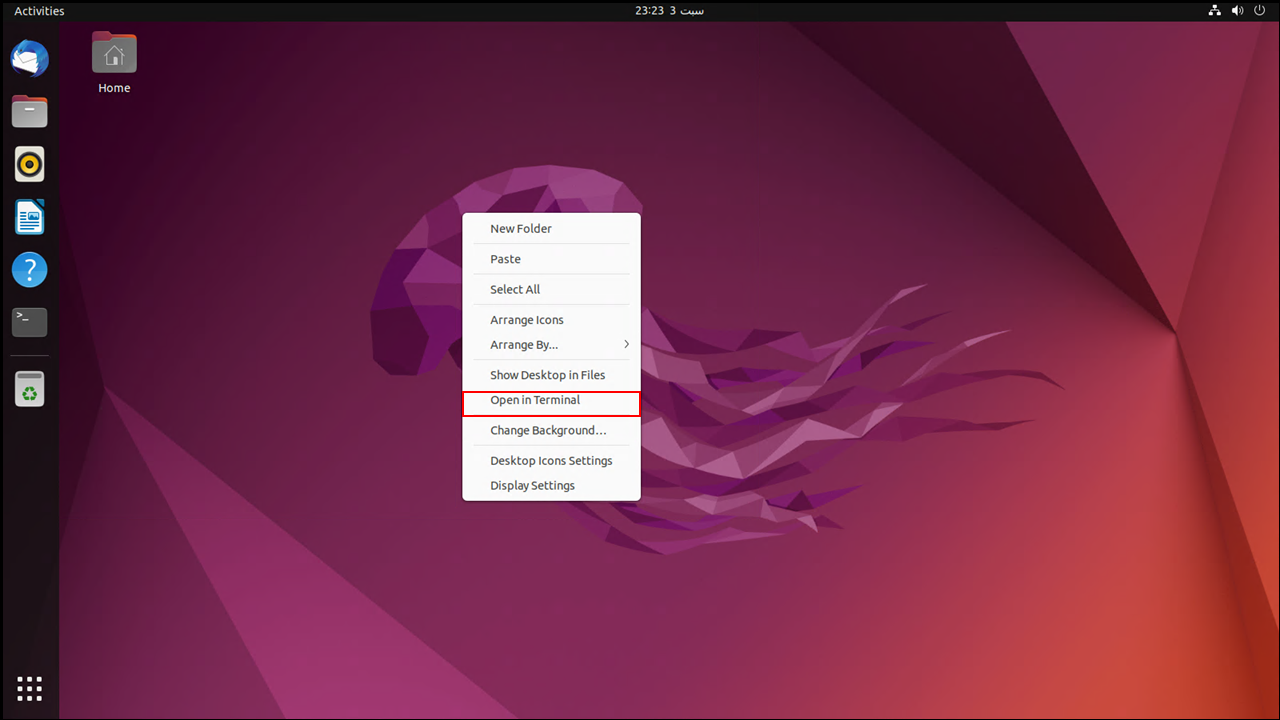 Activities
23:23 3 سبت
Home
New Folder
Paste
Select All
Arrange Icons
Arrange By...
Show Desktop in Files
Open in Terminal
Change Background…
Desktop Icons Settings
Display Settings
?
>_